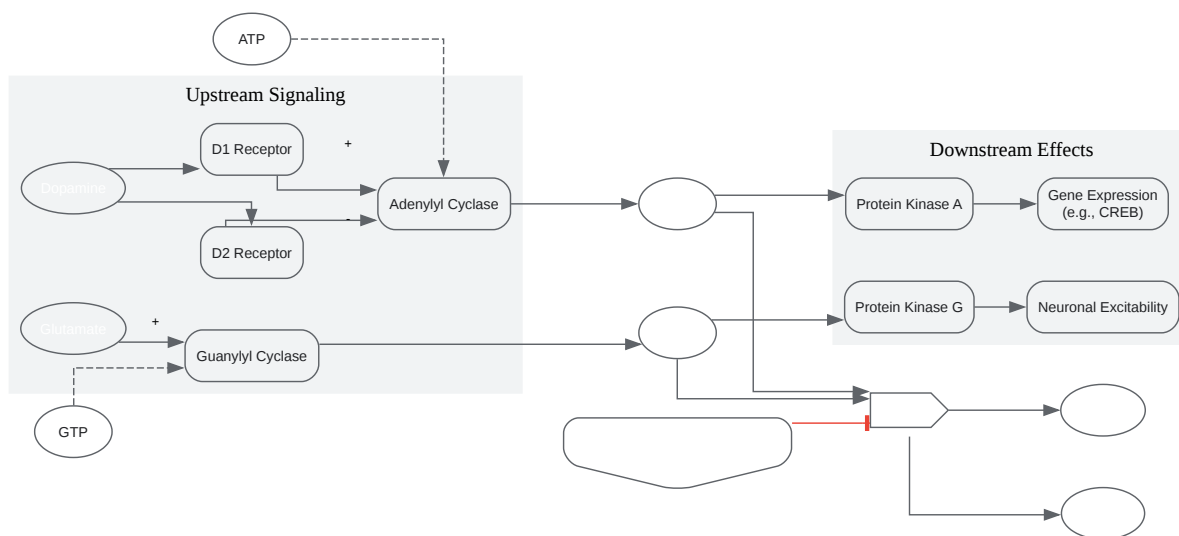 ATP
Upstream Signaling
D1 Receptor
+
Dopamine
Adenylyl Cyclase
-
D2 Receptor
Glutamate
+
Guanylyl Cyclase
GTP
Downstream Effects
Protein Kinase A
Gene Expression
(e.g., CREB)
Protein Kinase G
Neuronal Excitability